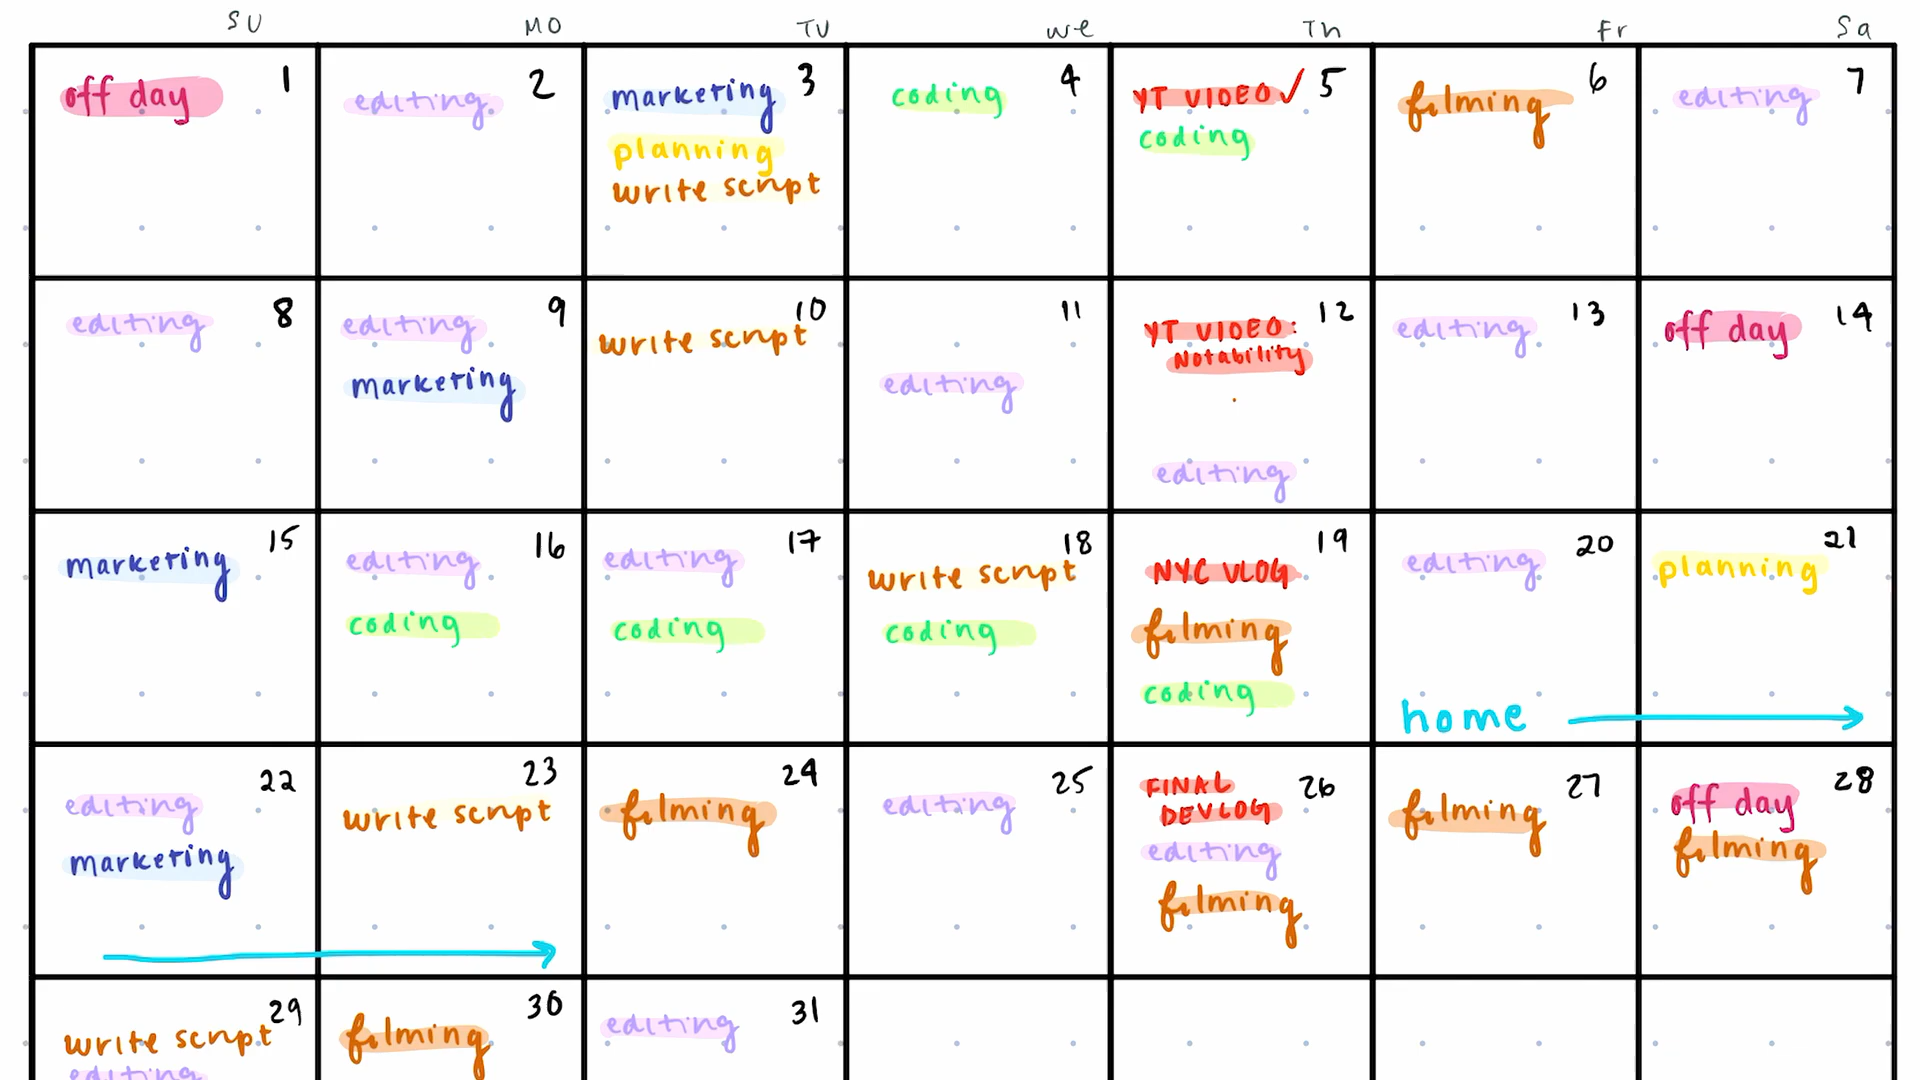 SU MO TU We Th Fr Sa
off day 1
editing 2
marketing 3
planning
write script
coding 4
YT VIDEO ✓ 5
coding
filming 6
editing 7
editing 8
editing 9
marketing
10
write script
11
editing
YT VIDEO: 12
Notability
editing
editing 13
off day 14
marketing 15
editing 16
coding
editing 17
coding
18
write script
coding
19
NYC VLOG
filming
coding
editing 20
home
21
planning
22
editing
marketing
23
write script
24
filming
25
editing
FINAL 26
DEVLOG
editing
filming
27
filming
28
off day
filming
29
write script
editing
30
filming
31
editing